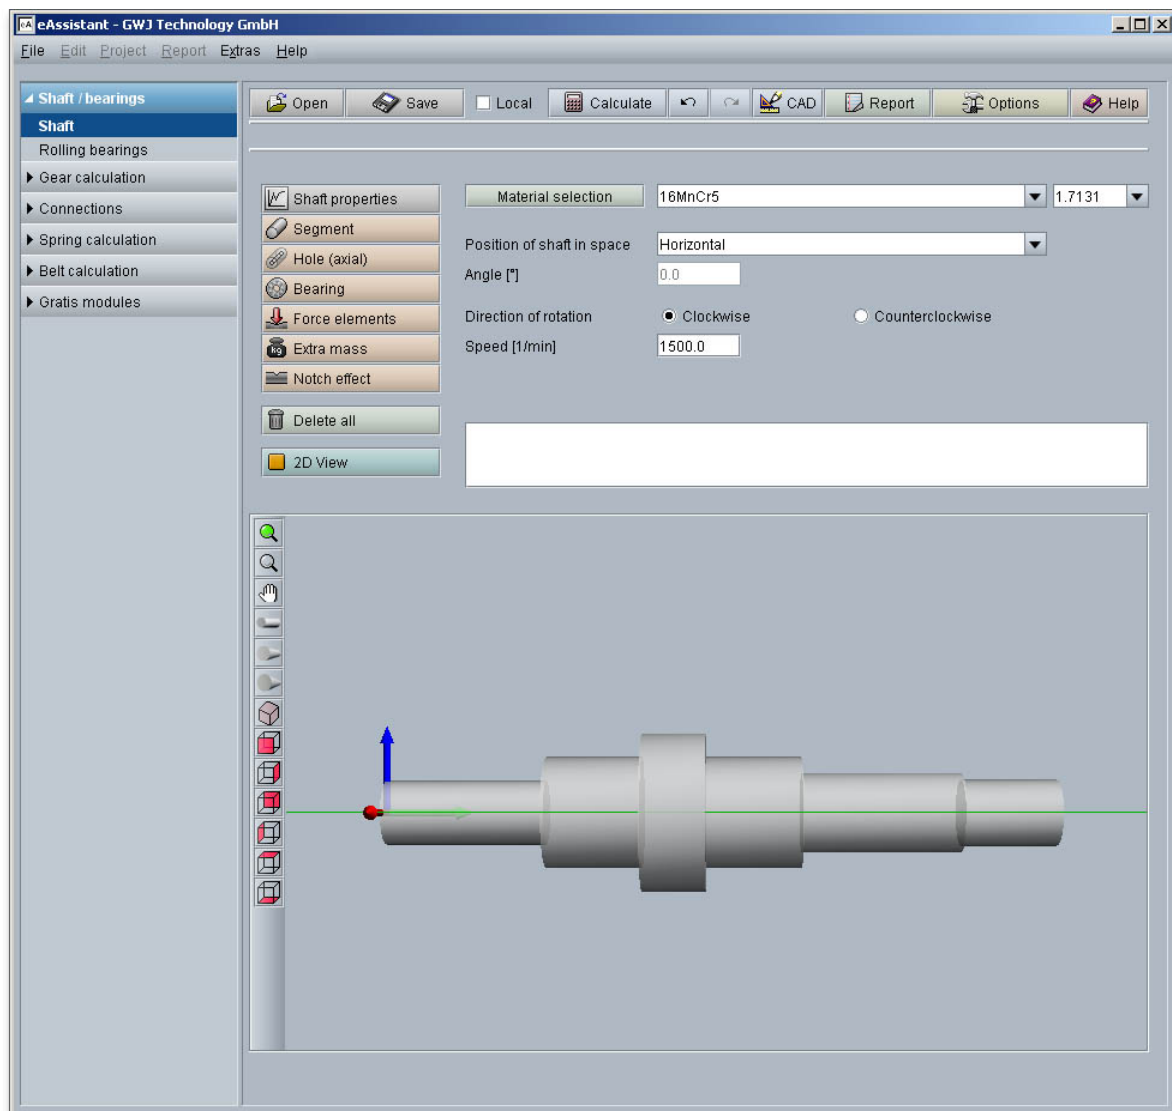 eA eAssistant - GWJ Technology GmbH
File Edit Project Report Extras Help
Shaft / bearings
Shaft
Rolling bearings
Gear calculation
Connections
Spring calculation
Belt calculation
Gratis modules
Open Save Local Calculate CAD Report Options Help
Shaft properties
Segment
Hole (axial)
Bearing
Force elements
kg Extra mass
Notch effect
Delete all
2D View
Material selection 16MnCr5 1.7131
Position of shaft in space Horizontal
Angle [°] 0.0
Direction of rotation Clockwise Counterclockwise
Speed [1/min] 1500.0